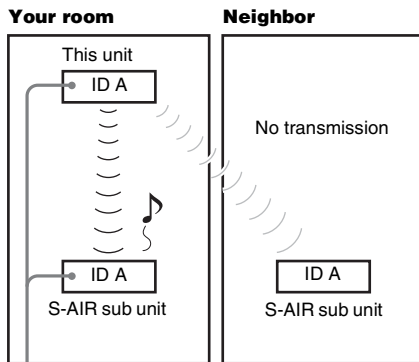 Your room
This unit
ID A
ID A
S-AIR sub unit
Neighbor
No transmission
ID A
S-AIR sub unit